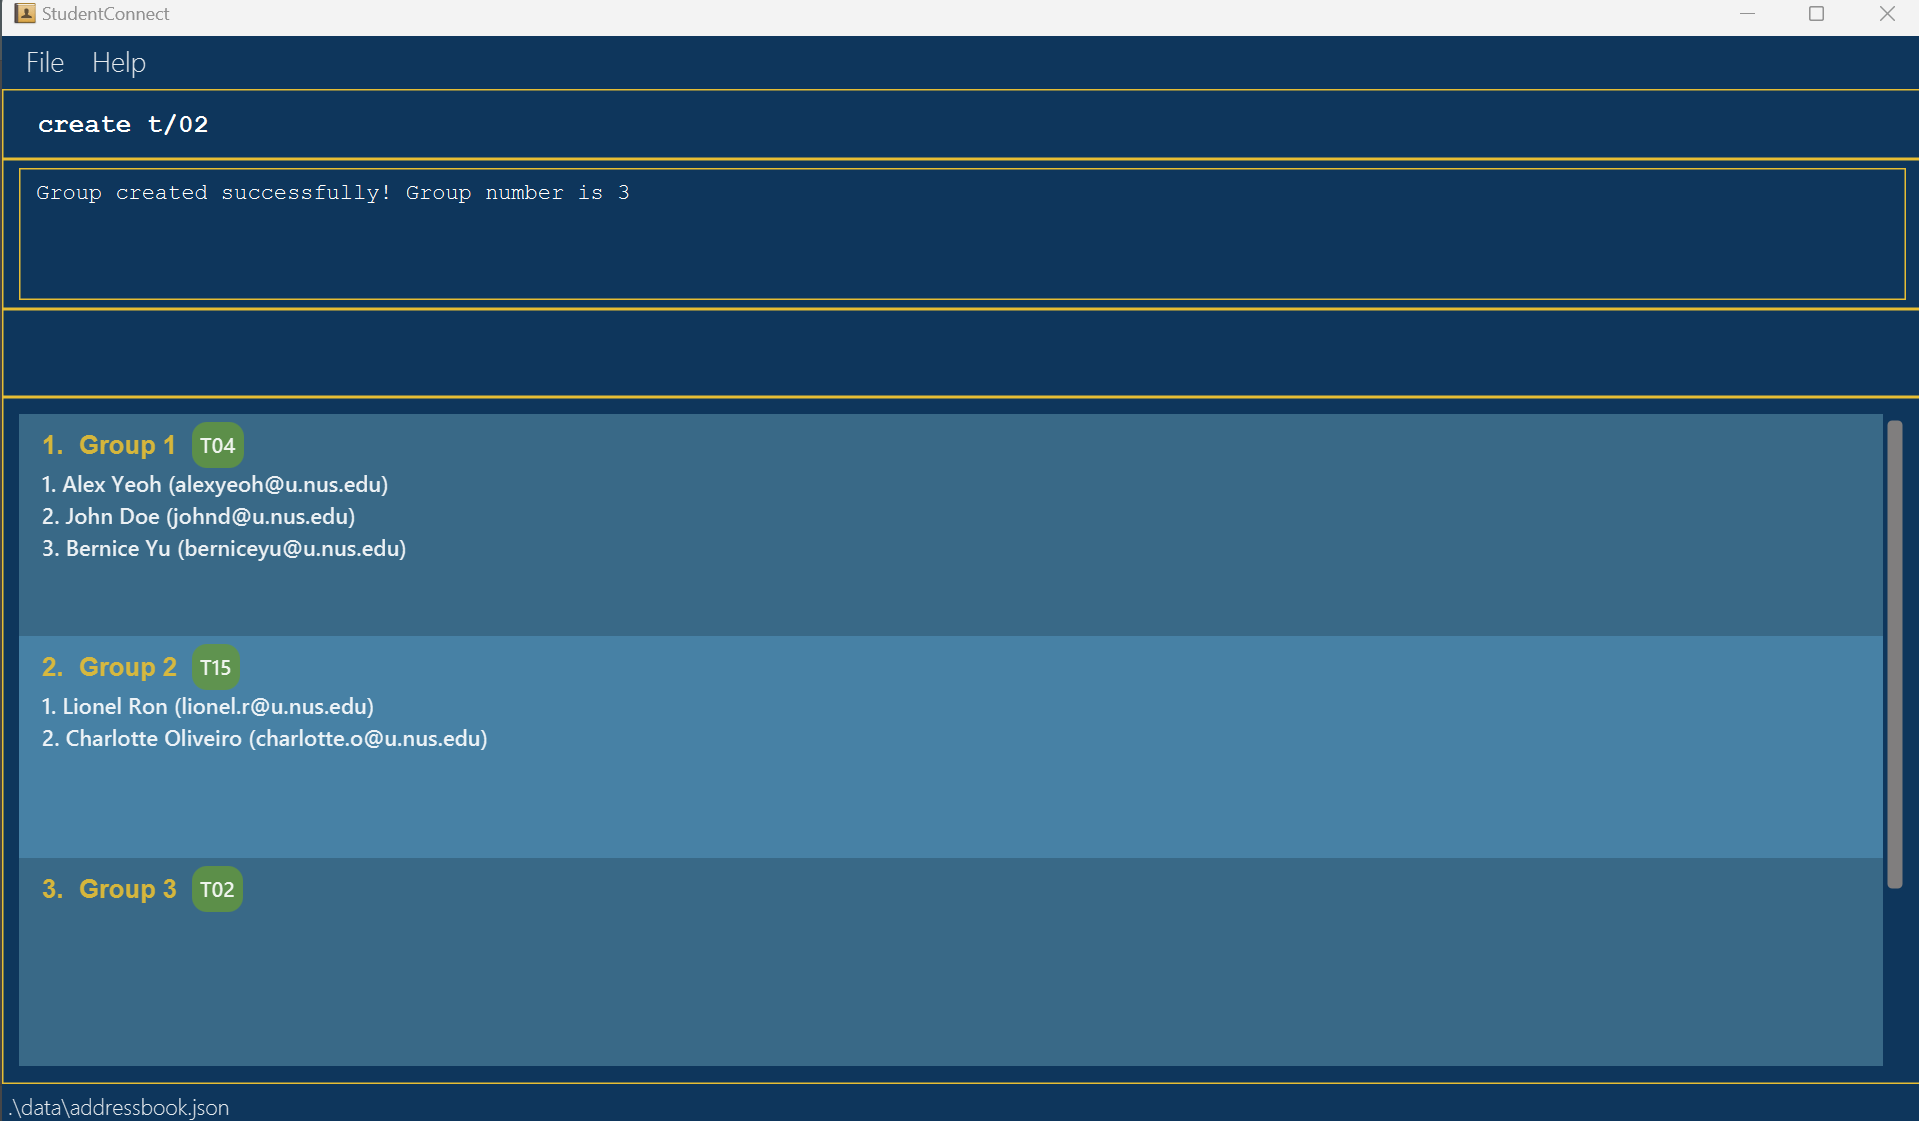 StudentConnect
File Help
create t/02
Group created successfully! Group number is 3
1. Group 1 T04
1. Alex Yeoh (alexyeoh@u.nus.edu)
2. John Doe (johnd@u.nus.edu)
3. Bernice Yu (berniceyu@u.nus.edu)
2. Group 2 T15
1. Lionel Ron (lionel.r@u.nus.edu)
2. Charlotte Oliveiro (charlotte.o@u.nus.edu)
3. Group 3 T02
.\data\addressbook.json